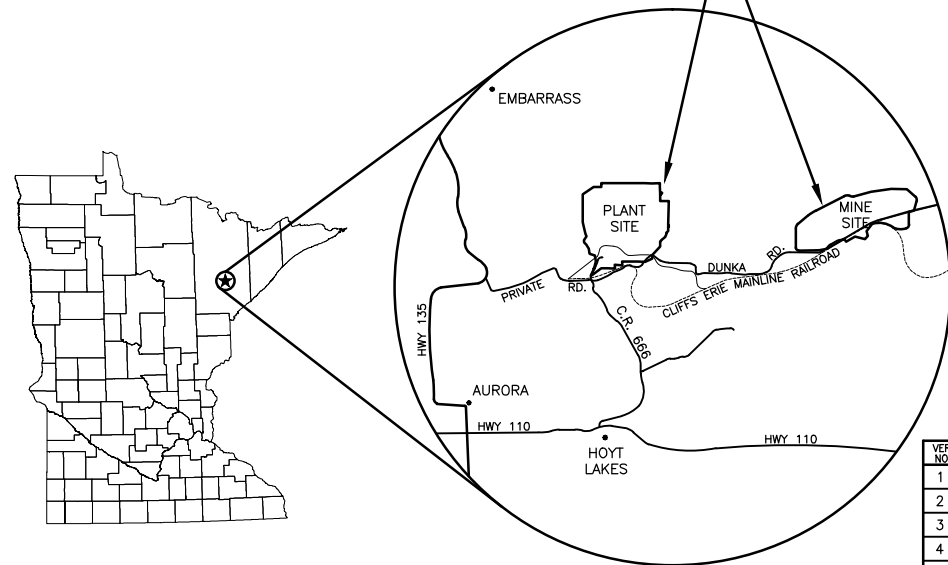 EMBARRASS
PLANT
SITE
MINE
SITE
DUNKA
RD.
PRIVATE
RD.
CLIFFS ERIE MAINLINE RAILROAD
HWY 135
C.R. 666
AURORA
HWY 110
HOYT
LAKES
HWY 110
1
2
3
4